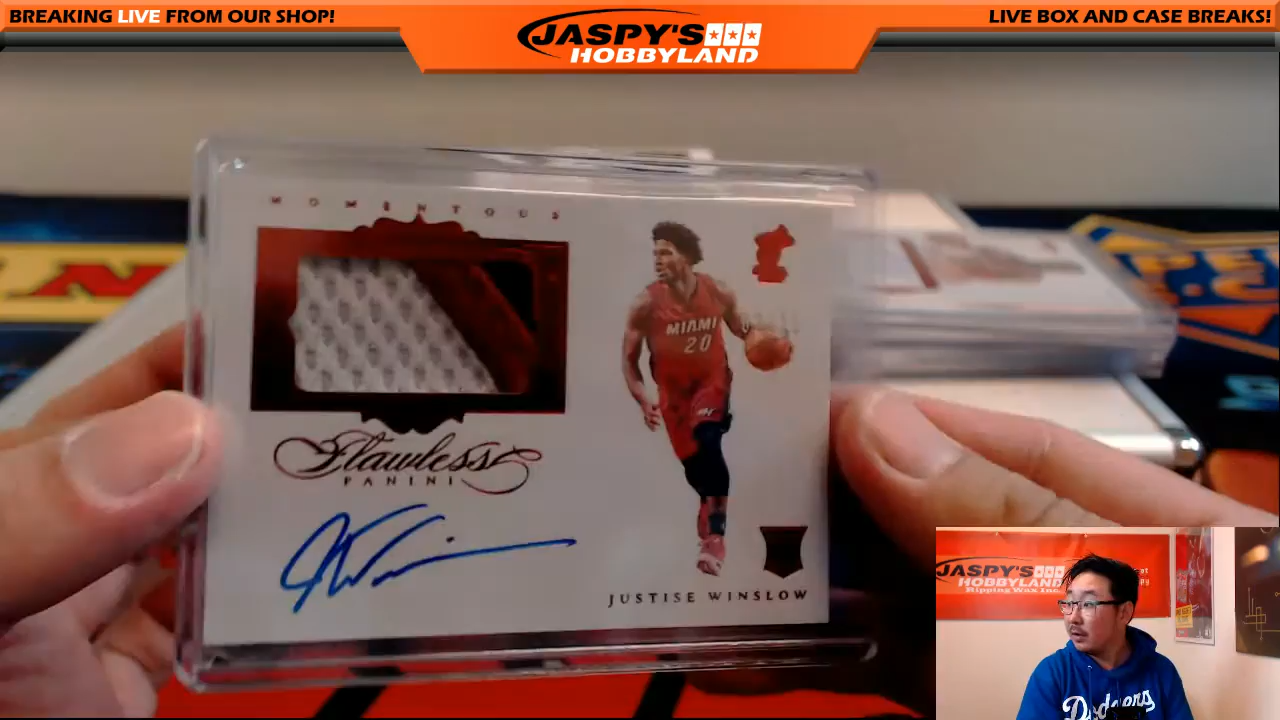 BREAKING LIVE FROM OUR SHOP!
JASPY'S
HOBBYLAND
LIVE BOX AND CASE BREAKS!
MOMENTOUS
MIAMI
20
Flawless
PANINI
JUSTISE WINSLOW
JASPY'S
HOBBYLAND
Ripping Wax Inc.
Dodgers